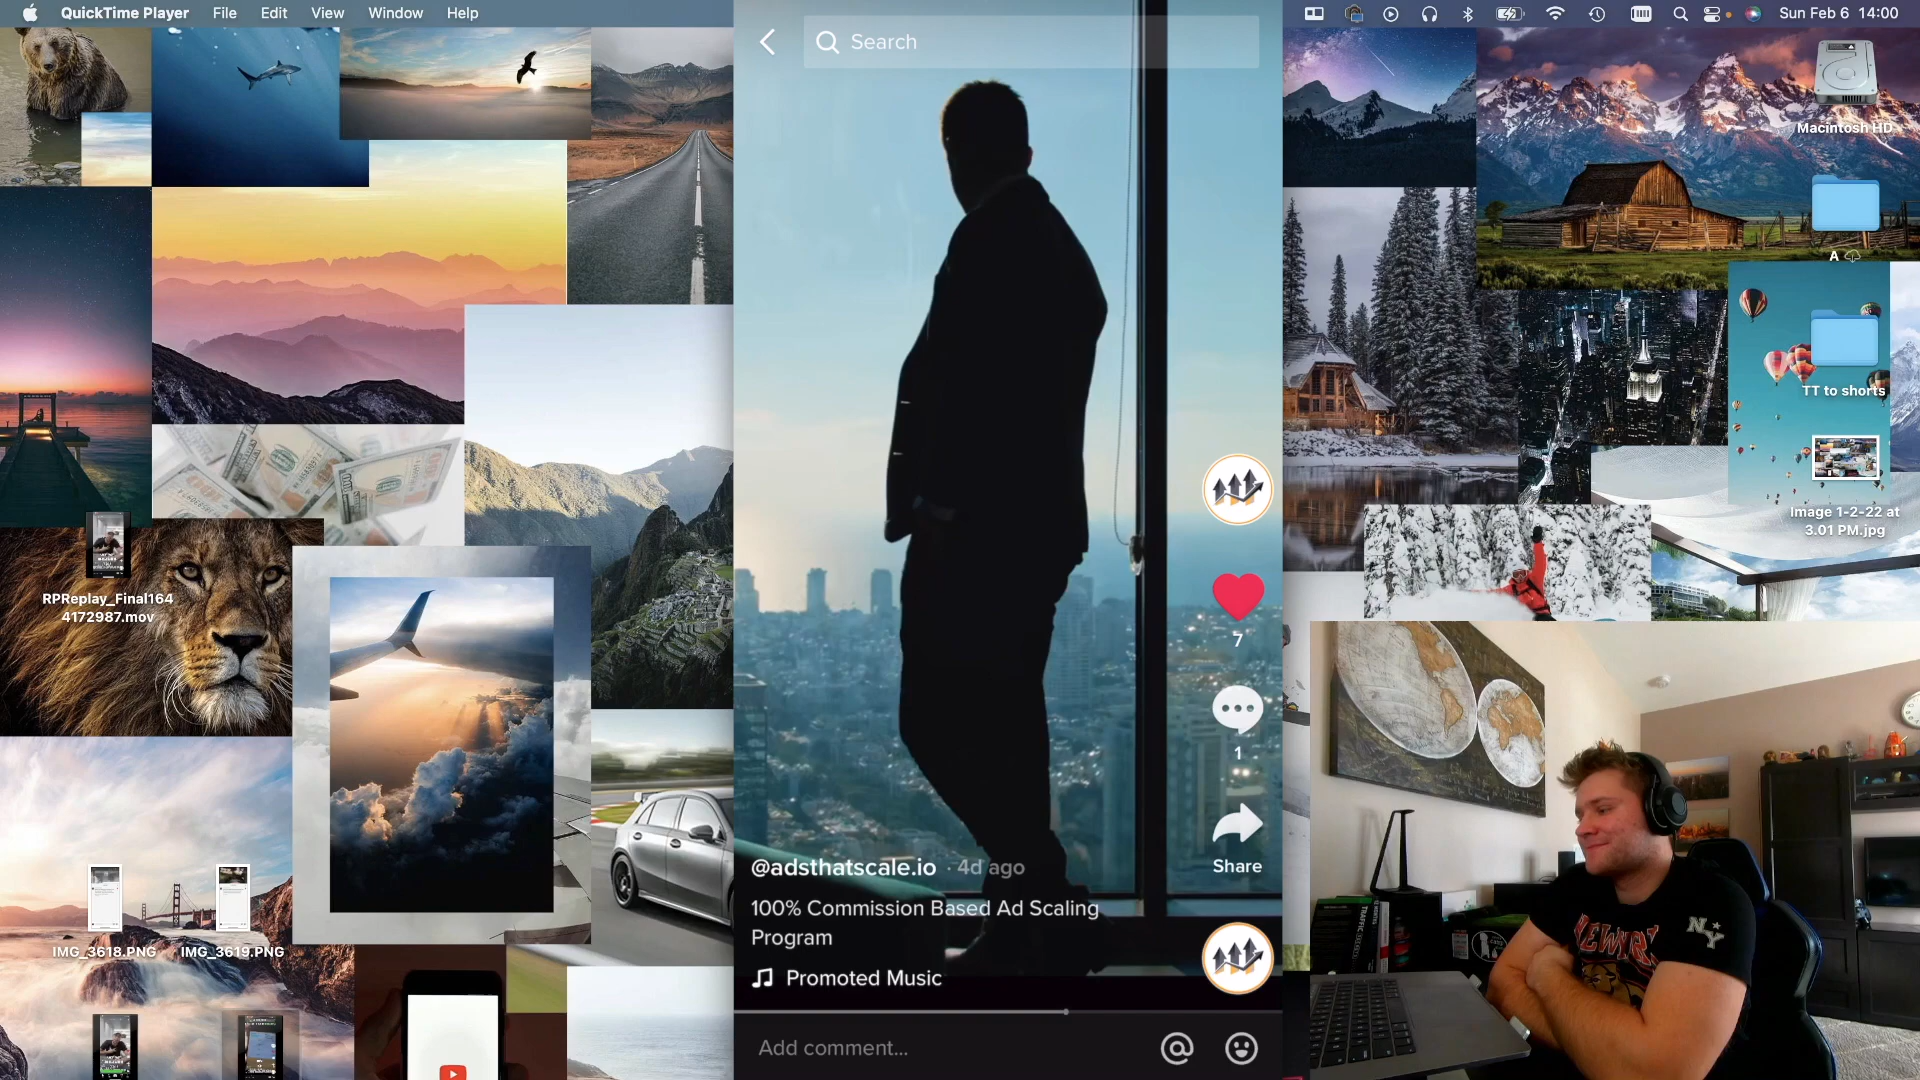 QuickTime Player File Edit View Window Help
Sun Feb 6 14:00
Search
Macintosh HD
A
TT to shorts
Image 1-2-22 at
3.01 PM.jpg
RPReplay_Final164
4172987.mov
7
1
Share
@adsthatscale.io · 4d ago
100% Commission Based Ad Scaling
Program
Promoted Music
Add comment...
IMG_3618.PNG
IMG_3619.PNG
NY
TRAFFIC